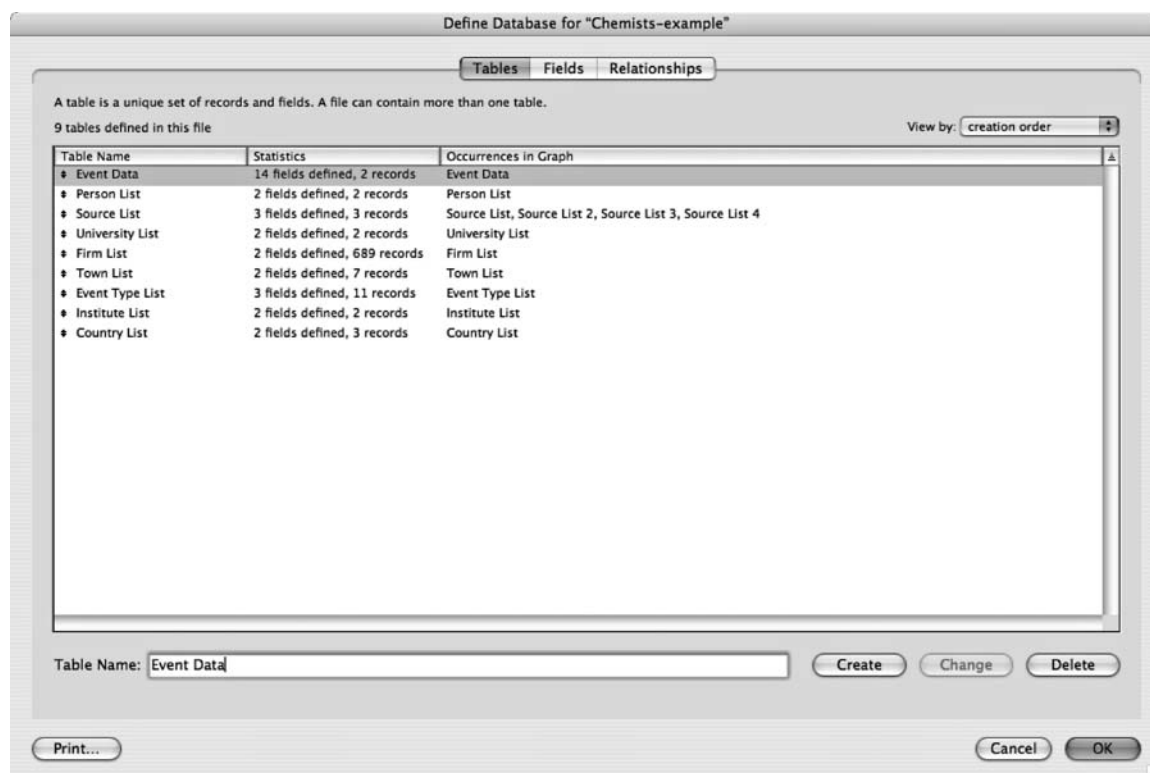 Define Database for “Chemists-example”
Tables Fields Relationships
A table is a unique set of records and fields. A file can contain more than one table.
9 tables defined in this file View by: creation order
Table Name Statistics Occurrences in Graph
Event Data 14 fields defined, 2 records Event Data
Person List 2 fields defined, 2 records Person List
Source List 3 fields defined, 3 records Source List, Source List 2, Source List 3, Source List 4
University List 2 fields defined, 2 records University List
Firm List 2 fields defined, 689 records Firm List
Town List 2 fields defined, 7 records Town List
Event Type List 3 fields defined, 11 records Event Type List
Institute List 2 fields defined, 2 records Institute List
Country List 2 fields defined, 3 records Country List
Table Name: Event Data Create Change Delete
Print... Cancel OK